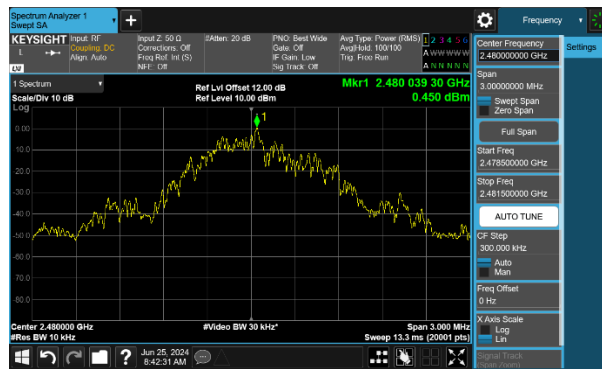 Spectrum Analyzer 1
Swept SA
+
Frequency
KEYSIGHT
Input: RF
Coupling: DC
Align: Auto
Input Z: 50 Ω
Corrections: Off
Freq Ref: Int (S)
NFE: Off
#Atten: 20 dB
PNO: Best Wide
Gate: Off
IF Gain: Low
Sig Track: Off
Avg Type: Power (RMS)
Avg|Hold: 100/100
Trig: Free Run
1 2 3 4 5 6
A W W W W W
A N N N N N
L
LXI
1 Spectrum
Scale/Div 10 dB
Ref Lvl Offset 12.00 dB
Ref Level 10.00 dBm
Mkr1 2.480 039 30 GHz
0.450 dBm
Log
1
0.00
-10.0
-20.0
-30.0
-40.0
-50.0
-60.0
-70.0
-80.0
Center 2.480000 GHz
#Res BW 10 kHz
#Video BW 30 kHz*
Span 3.000 MHz
Sweep 13.3 ms (20001 pts)
?
Jun 25, 2024
8:42:31 AM
Center Frequency
2.480000000 GHz
Settings
Span
3.00000000 MHz
Swept Span
Zero Span
Full Span
Start Freq
2.478500000 GHz
Stop Freq
2.481500000 GHz
AUTO TUNE
CF Step
300.000 kHz
Auto
Man
Freq Offset
0 Hz
X Axis Scale
Log
Lin
Signal Track
(Span Zoom)